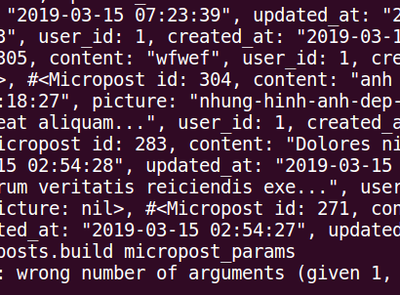 "2019-03-15 07:23:39", updated_at: "2
3", user_id: 1, created_at: "2019-03-1
305, content: "wfwef", user_id: 1, cre
>, #<Micropost id: 304, content: "anh
:18:27", picture: "nhung-hinh-anh-dep-
eat aliquam...", user_id: 1, created_a
icropost id: 283, content: "Dolores ni
15 02:54:28", updated_at: "2019-03-15
rum veritatis reiciendis exe...", user
icture: nil>, #<Micropost id: 271, con
ted_at: "2019-03-15 02:54:27", updated
posts.build micropost_params
: wrong number of arguments (given 1,